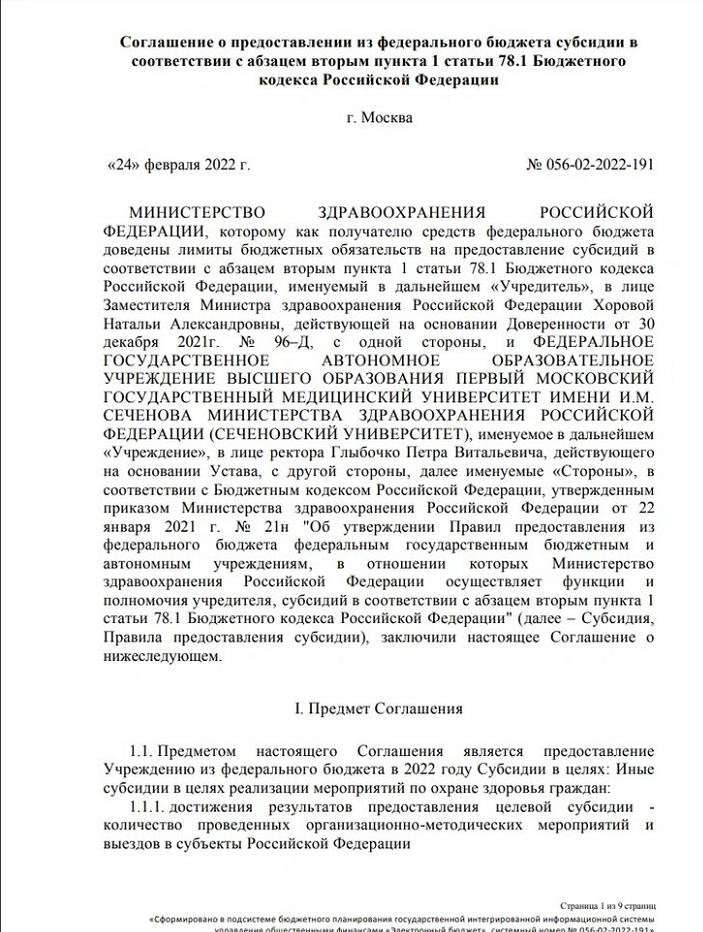 Соглашение о предоставлении из федерального бюджета субсидии в
соответствии с абзацем вторым пункта 1 статьи 78.1 Бюджетного
кодекса Российской Федерации
г. Москва
«24» февраля 2022 г. № 056-02-2022-191
МИНИСТЕРСТВО ЗДРАВООХРАНЕНИЯ РОССИЙСКОЙ
ФЕДЕРАЦИИ, которому как получателю средств федерального бюджета
доведены лимиты бюджетных обязательств на предоставление субсидий в
соответствии с абзацем вторым пункта 1 статьи 78.1 Бюджетного кодекса
Российской Федерации, именуемый в дальнейшем «Учредитель», в лице
Заместителя Министра здравоохранения Российской Федерации Хоровой
Натальи Александровны, действующей на основании Доверенности от 30
декабря 2021г. № 96–Д, с одной стороны, и ФЕДЕРАЛЬНОЕ
ГОСУДАРСТВЕННОЕ АВТОНОМНОЕ ОБРАЗОВАТЕЛЬНОЕ
УЧРЕЖДЕНИЕ ВЫСШЕГО ОБРАЗОВАНИЯ ПЕРВЫЙ МОСКОВСКИЙ
ГОСУДАРСТВЕННЫЙ МЕДИЦИНСКИЙ УНИВЕРСИТЕТ ИМЕНИ И.М.
СЕЧЕНОВА МИНИСТЕРСТВА ЗДРАВООХРАНЕНИЯ РОССИЙСКОЙ
ФЕДЕРАЦИИ (СЕЧЕНОВСКИЙ УНИВЕРСИТЕТ), именуемое в дальнейшем
«Учреждение», в лице ректора Глыбочко Петра Витальевича, действующего
на основании Устава, с другой стороны, далее именуемые «Стороны», в
соответствии с Бюджетным кодексом Российской Федерации, утвержденным
приказом Министерства здравоохранения Российской Федерации от 22
января 2021 г. № 21н "Об утверждении Правил предоставления из
федерального бюджета федеральным государственным бюджетным и
автономным учреждениям, в отношении которых Министерство
здравоохранения Российской Федерации осуществляет функции и
полномочия учредителя, субсидий в соответствии с абзацем вторым пункта 1
статьи 78.1 Бюджетного кодекса Российской Федерации" (далее – Субсидия,
Правила предоставления субсидии), заключили настоящее Соглашение о
нижеследующем.
I. Предмет Соглашения
1.1. Предметом настоящего Соглашения является предоставление
Учреждению из федерального бюджета в 2022 году Субсидии в целях: Иные
субсидии в целях реализации мероприятий по охране здоровья граждан:
1.1.1. достижения результатов предоставления целевой субсидии -
количество проведенных организационно-методических мероприятий и
выездов в субъекты Российской Федерации
Страница 1 из 9 страниц
«Сформировано в подсистеме бюджетного планирования государственной интегрированной информационной системы
управления общественными финансами «Электронный бюджет», системный номер № 056-02-2022-191»